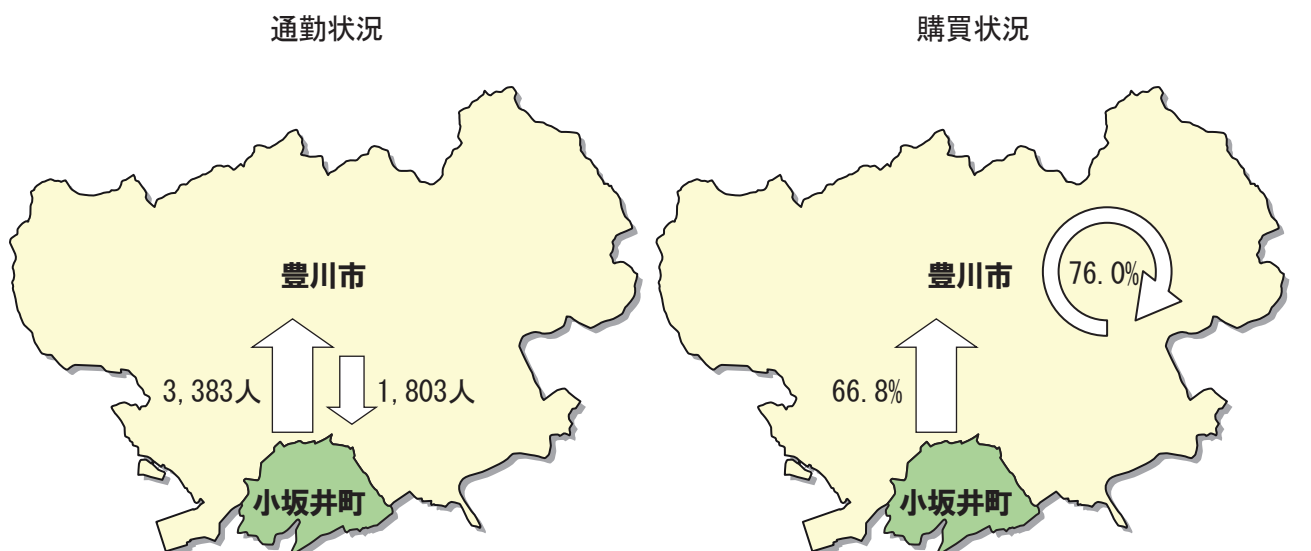 通勤状況
豊川市
3,383人
1,803人
小坂井町
購買状況
豊川市
76.0%
66.8%
小坂井町